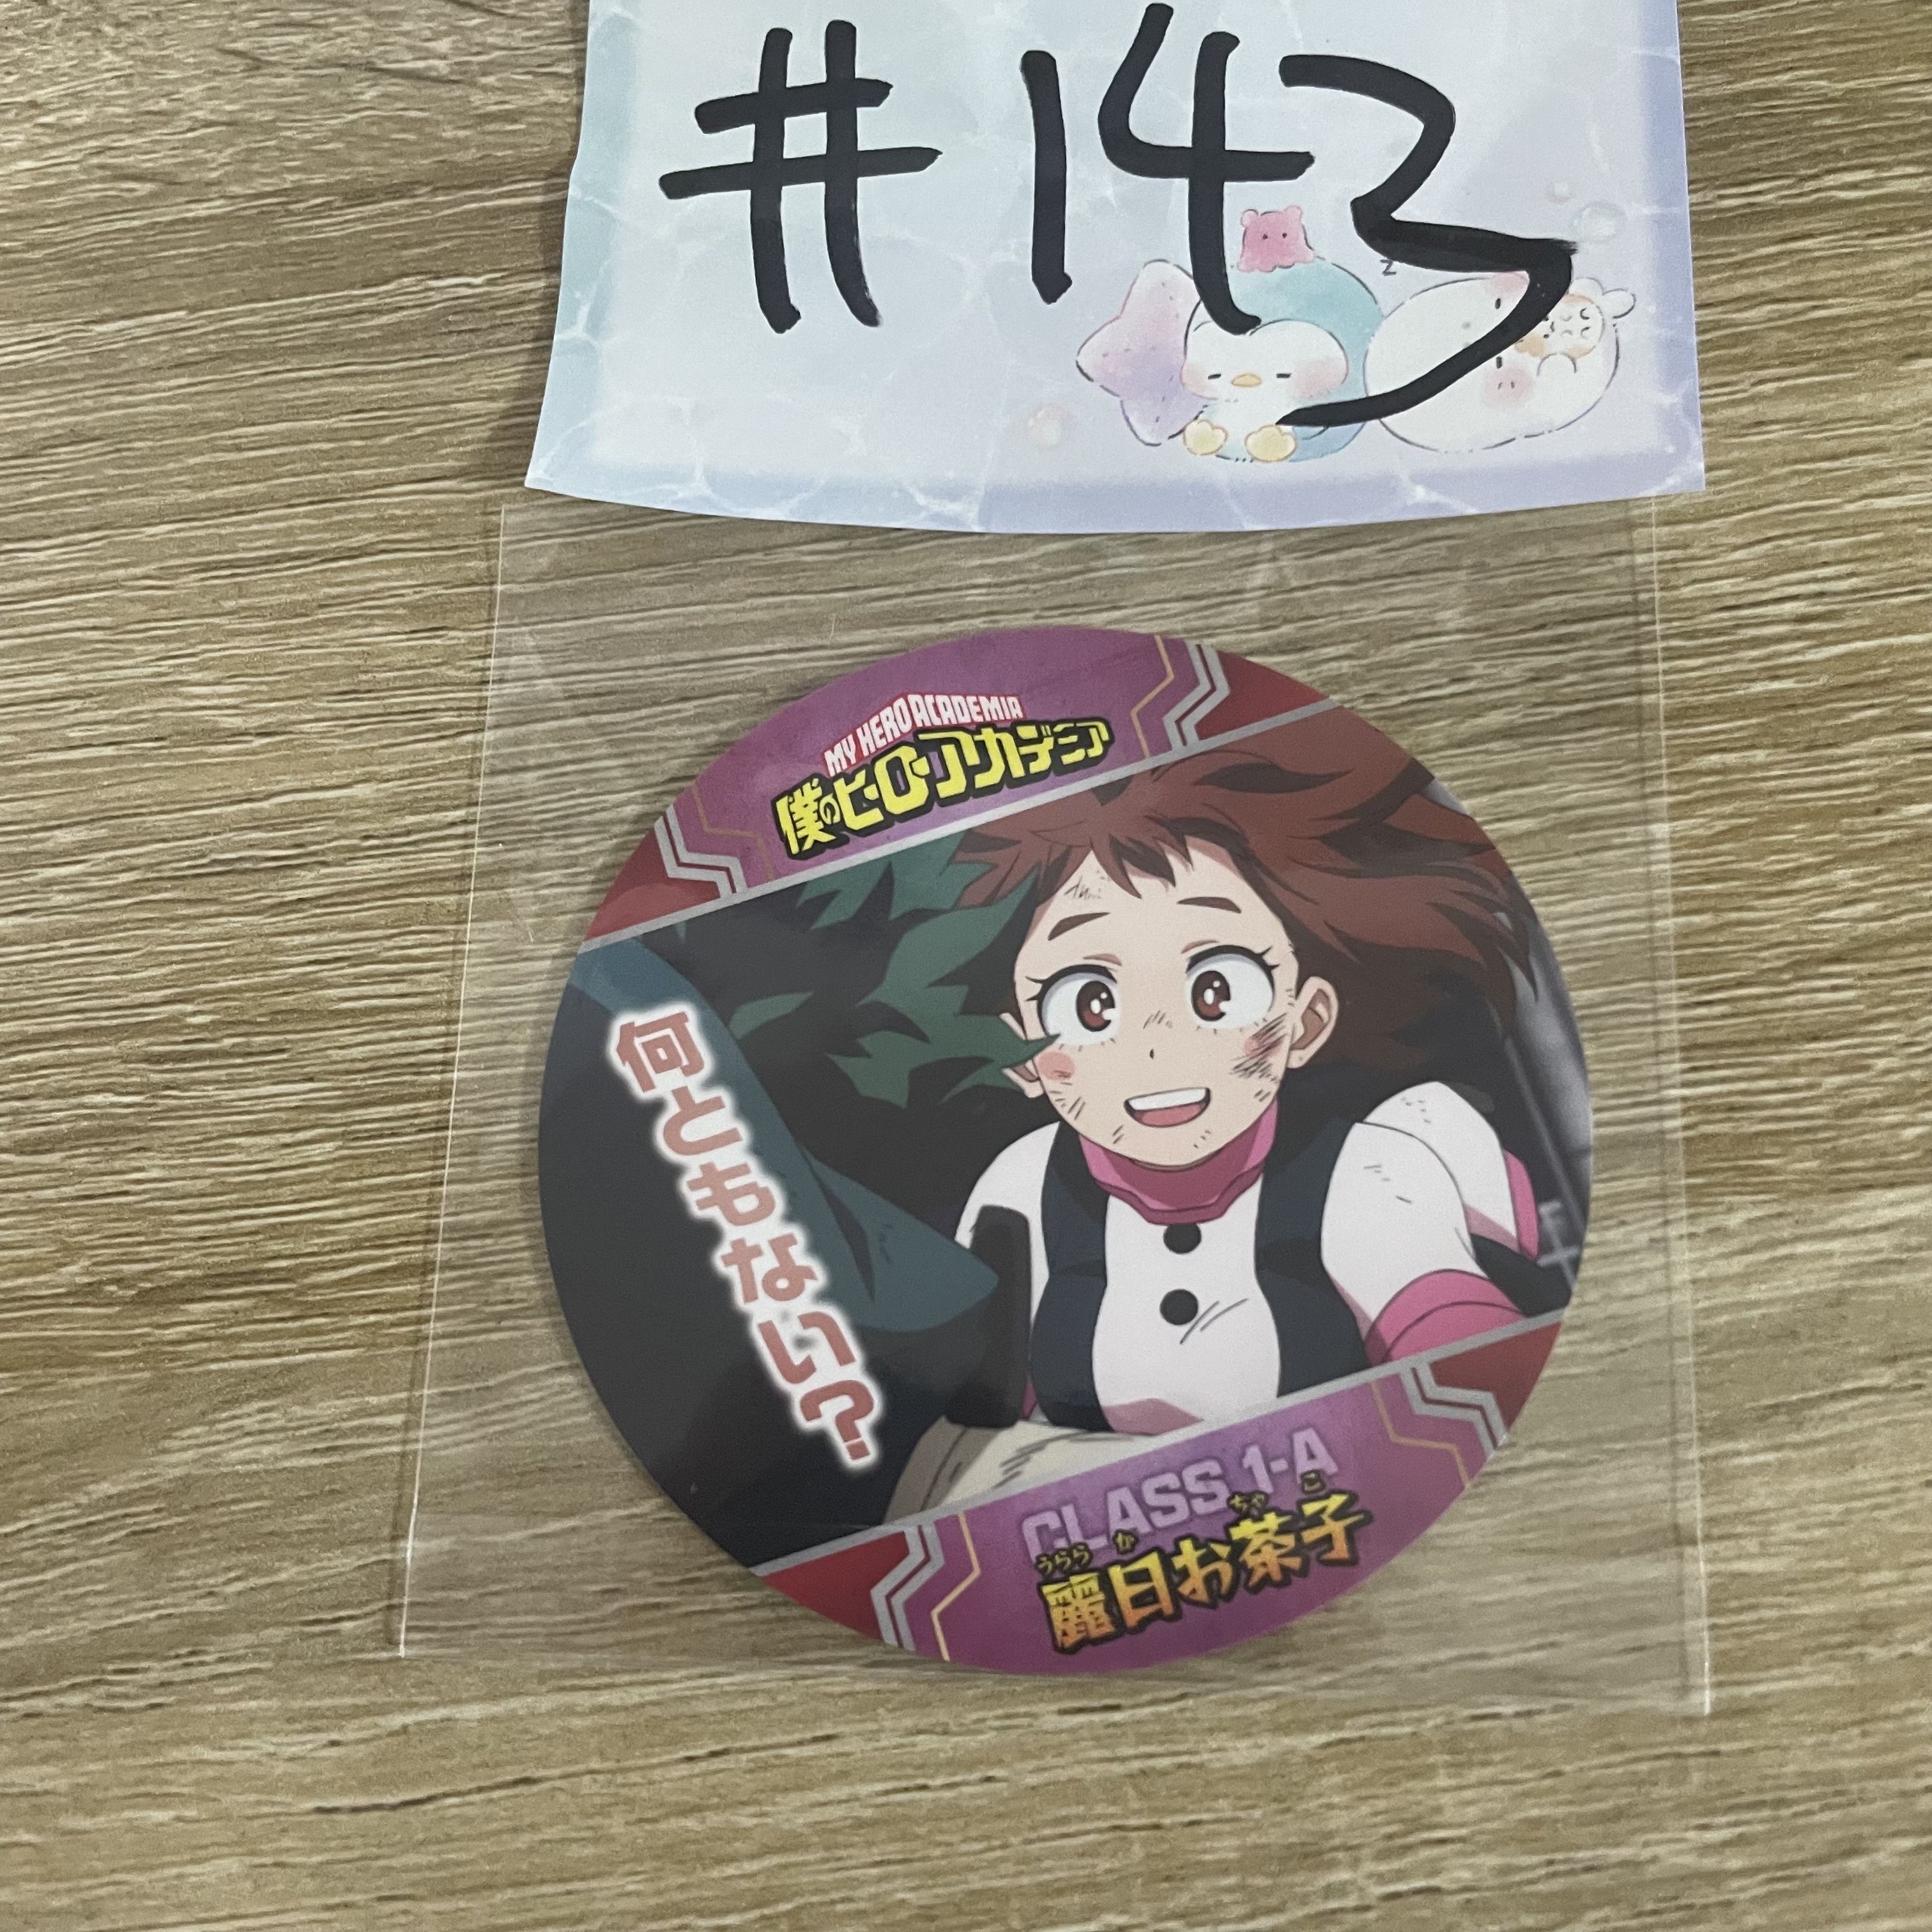 #143
z
MY HERO ACADEMIA
僕のヒーローアカデミア
何ともない?
CLASS 1-A
うららかちゃこ
麗日お茶子